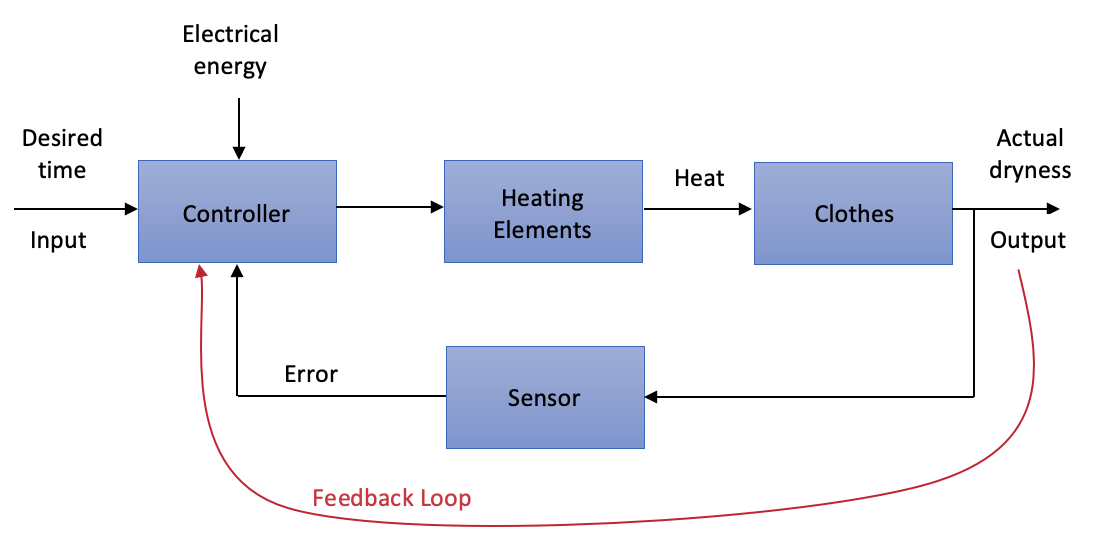 Electrical
energy
Desired
time
Input
Controller
Heating
Elements
Heat
Clothes
Actual
dryness
Output
Error
Sensor
Feedback Loop